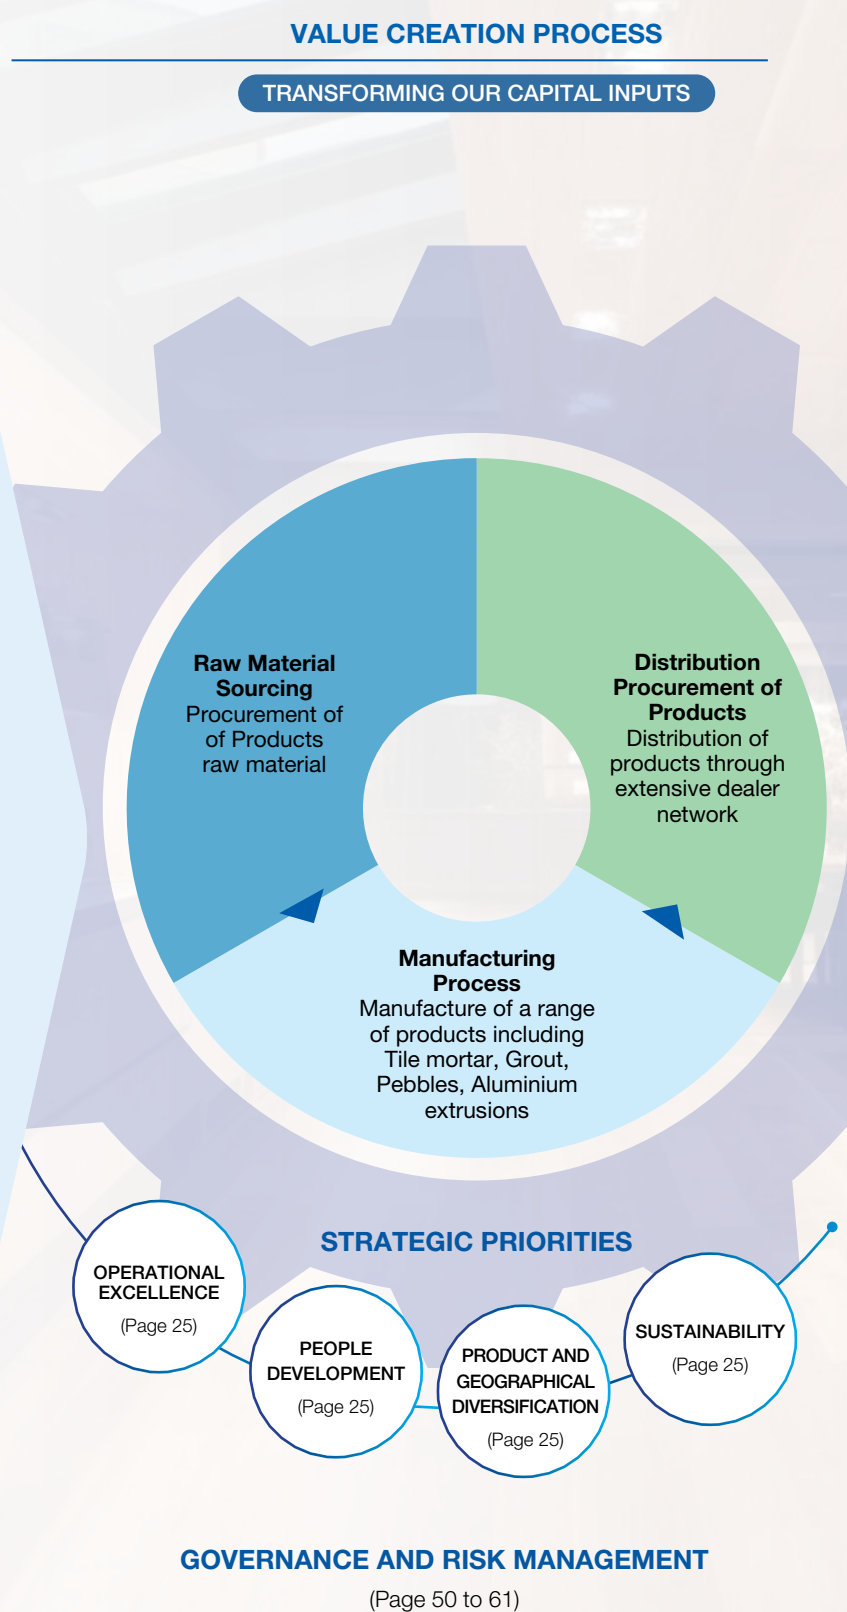 VALUE CREATION PROCESS
TRANSFORMING OUR CAPITAL INPUTS
Raw Material
Sourcing
Procurement of
of Products
raw material
Distribution
Procurement of
Products
Distribution of
products through
extensive dealer
network
Manufacturing
Process
Manufacture of a range
of products including
Tile mortar, Grout,
Pebbles, Aluminium
extrusions
STRATEGIC PRIORITIES
OPERATIONAL
EXCELLENCE
(Page 25)
PEOPLE
DEVELOPMENT
(Page 25)
PRODUCT AND
GEOGRAPHICAL
DIVERSIFICATION
(Page 25)
SUSTAINABILITY
(Page 25)
GOVERNANCE AND RISK MANAGEMENT
(Page 50 to 61)